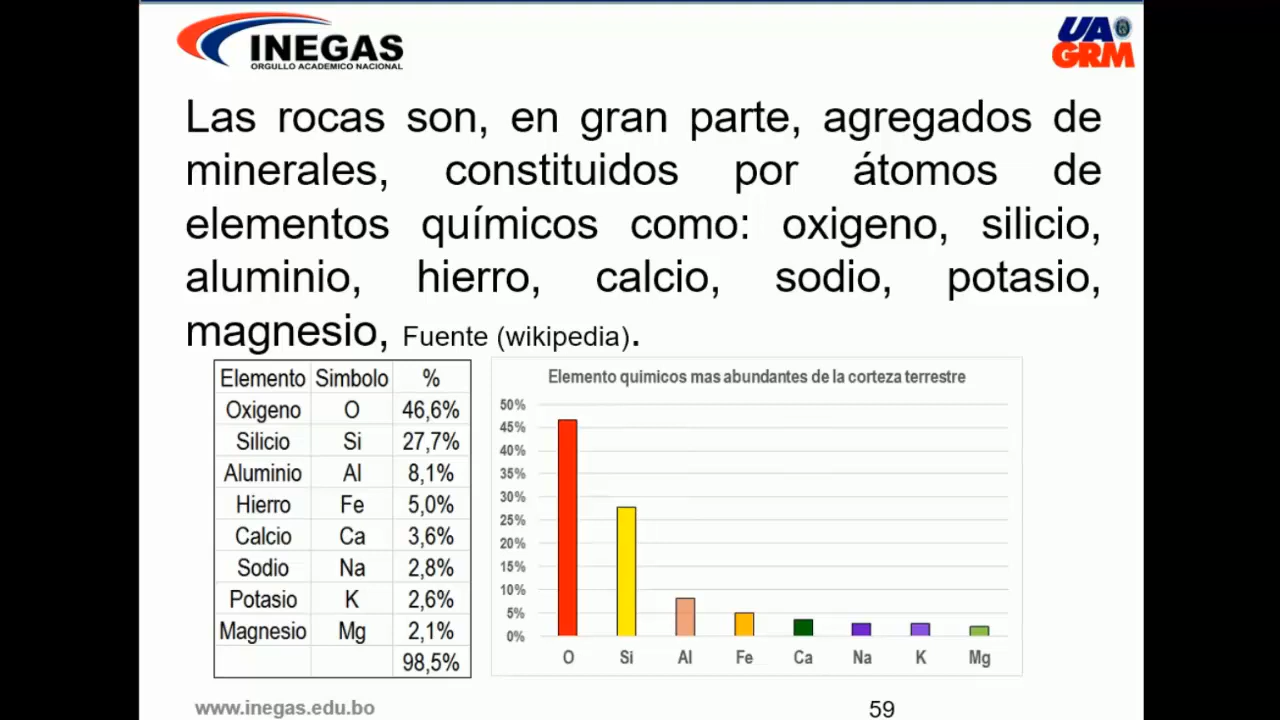 INEGAS
ORGULLO ACADEMICO NACIONAL
UA
GRM
Las rocas son, en gran parte, agregados de
minerales, constituidos por átomos de
elementos químicos como: oxigeno, silicio,
aluminio, hierro, calcio, sodio, potasio,
magnesio, Fuente (wikipedia).
Elemento Simbolo %
Oxigeno O 46,6%
Silicio Si 27,7%
Aluminio Al 8,1%
Hierro Fe 5,0%
Calcio Ca 3,6%
Sodio Na 2,8%
Potasio K 2,6%
Magnesio Mg 2,1%
98,5%
Elemento quimicos mas abundantes de la corteza terrestre
50%
45%
40%
35%
30%
25%
20%
15%
10%
5%
0%
O Si Al Fe Ca Na K Mg
www.inegas.edu.bo
59